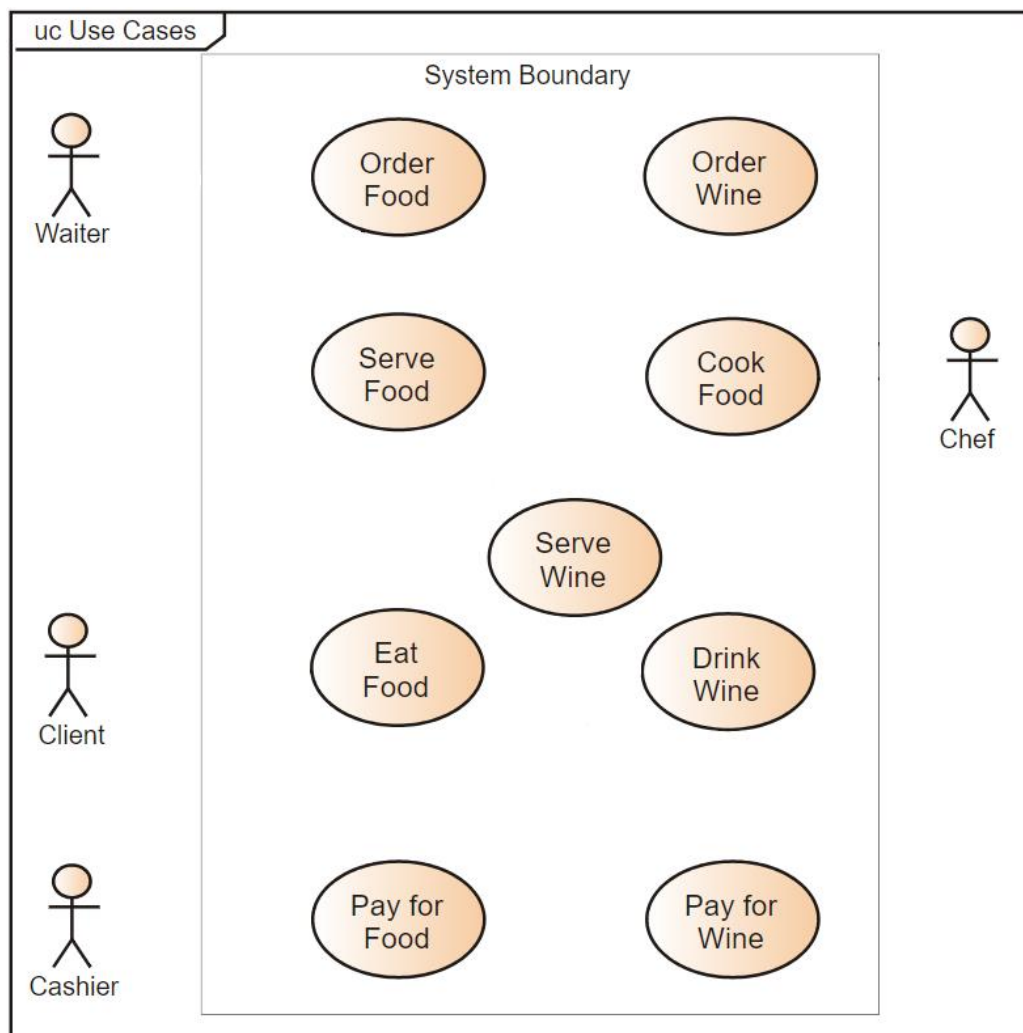 uc Use Cases
System Boundary
Order
Food
Order
Wine
Waiter
Serve
Food
Cook
Food
Chef
Serve
Wine
Eat
Food
Drink
Wine
Client
Pay for
Food
Pay for
Wine
Cashier